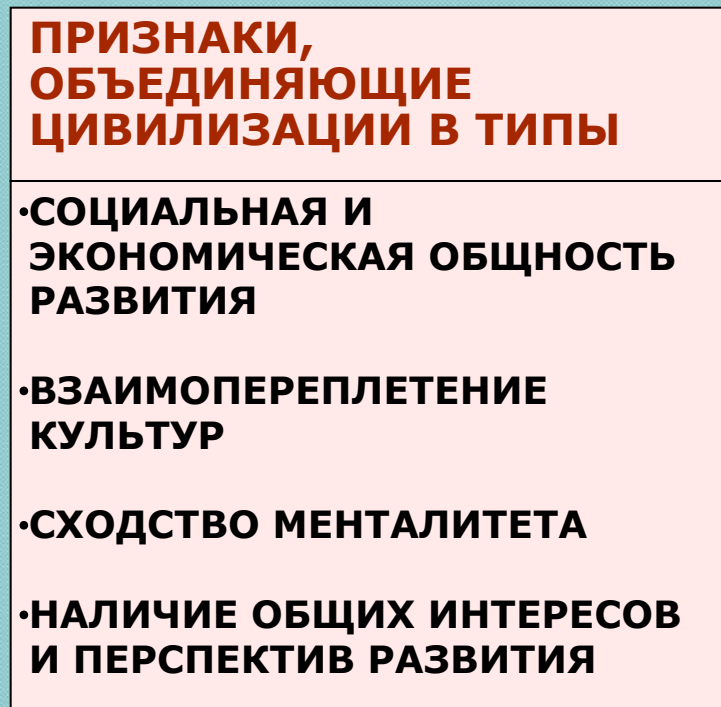 ПРИЗНАКИ,
ОБЪЕДИНЯЮЩИЕ
ЦИВИЛИЗАЦИИ В ТИПЫ
•СОЦИАЛЬНАЯ И
ЭКОНОМИЧЕСКАЯ ОБЩНОСТЬ
РАЗВИТИЯ
•ВЗАИМОПЕРЕПЛЕТЕНИЕ
КУЛЬТУР
•СХОДСТВО МЕНТАЛИТЕТА
•НАЛИЧИЕ ОБЩИХ ИНТЕРЕСОВ
И ПЕРСПЕКТИВ РАЗВИТИЯ